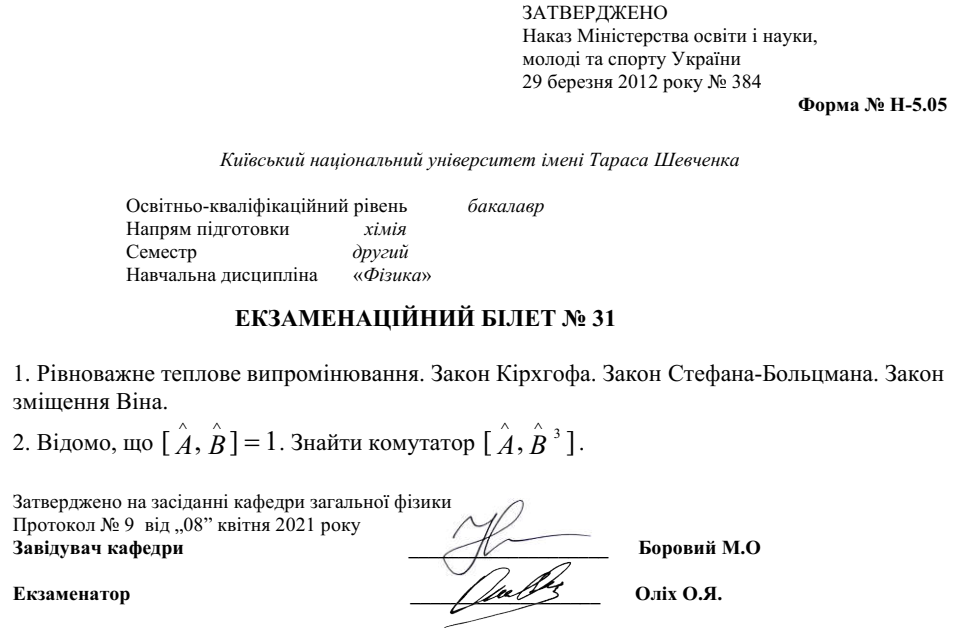 ЗАТВЕРДЖЕНО
Наказ Міністерства освіти і науки,
молоді та спорту України
29 березня 2012 року № 384
Форма № Н-5.05
Київський національний університет імені Тараса Шевченка
Освітньо-кваліфікаційний рівень бакалавр
Напрям підготовки хімія
Семестр другий
Навчальна дисципліна «Фізика»
ЕКЗАМЕНАЦІЙНИЙ БІЛЕТ № 31
1. Рівноважне теплове випромінювання. Закон Кірхгофа. Закон Стефана-Больцмана. Закон
зміщення Віна.
2. Відомо, що [Â, B̂] = 1. Знайти комутатор [Â, B̂³].
Затверджено на засіданні кафедри загальної фізики
Протокол № 9 від „08” квітня 2021 року
Завідувач кафедри ____________________ Боровий М.О
Екзаменатор ____________________ Оліх О.Я.